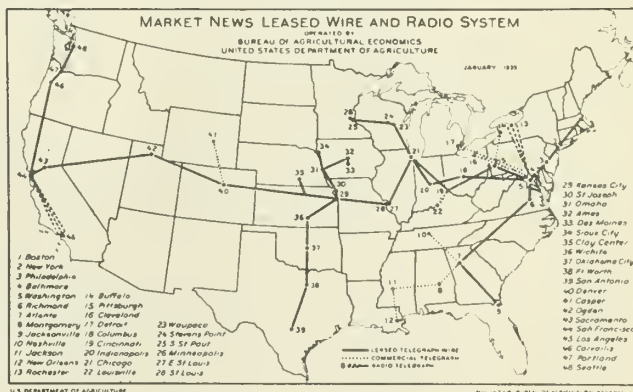 MARKET NEWS LEASED WIRE AND RADIO SYSTEM
OPERATED BY
BUREAU OF AGRICULTURAL ECONOMICS
UNITED STATES DEPARTMENT OF AGRICULTURE
JANUARY 1935
1 Boston
2 New York
3 Philadelphia
4 Baltimore
5 Washington
6 Richmond
7 Atlanta
8 Montgomery
9 Jacksonville
10 Nashville
11 Jackson
12 New Orleans
13 Rochester
14 Buffalo
15 Pittsburgh
16 Cleveland
17 Detroit
18 Columbus
19 Cincinnati
20 Indianapolis
21 Chicago
22 Louisville
23 Waupaca
24 Stevens Point
25 S St Paul
26 Minneapolis
27 E St Louis
28 St Louis
LEASED TELEGRAPH WIRE
COMMERCIAL TELEGRAPH
RADIO TELEGRAPH
29 Kansas City
30 St Joseph
31 Omaha
32 Ames
33 Des Moines
34 Sioux City
35 Clay Center
36 Wichita
37 Oklahoma City
38 Ft Worth
39 San Antonio
40 Denver
41 Casper
42 Ogden
43 Sacramento
44 San Francisco
45 Los Angeles
46 Corvallis
47 Portland
48 Seattle
U.S. DEPARTMENT OF AGRICULTURE